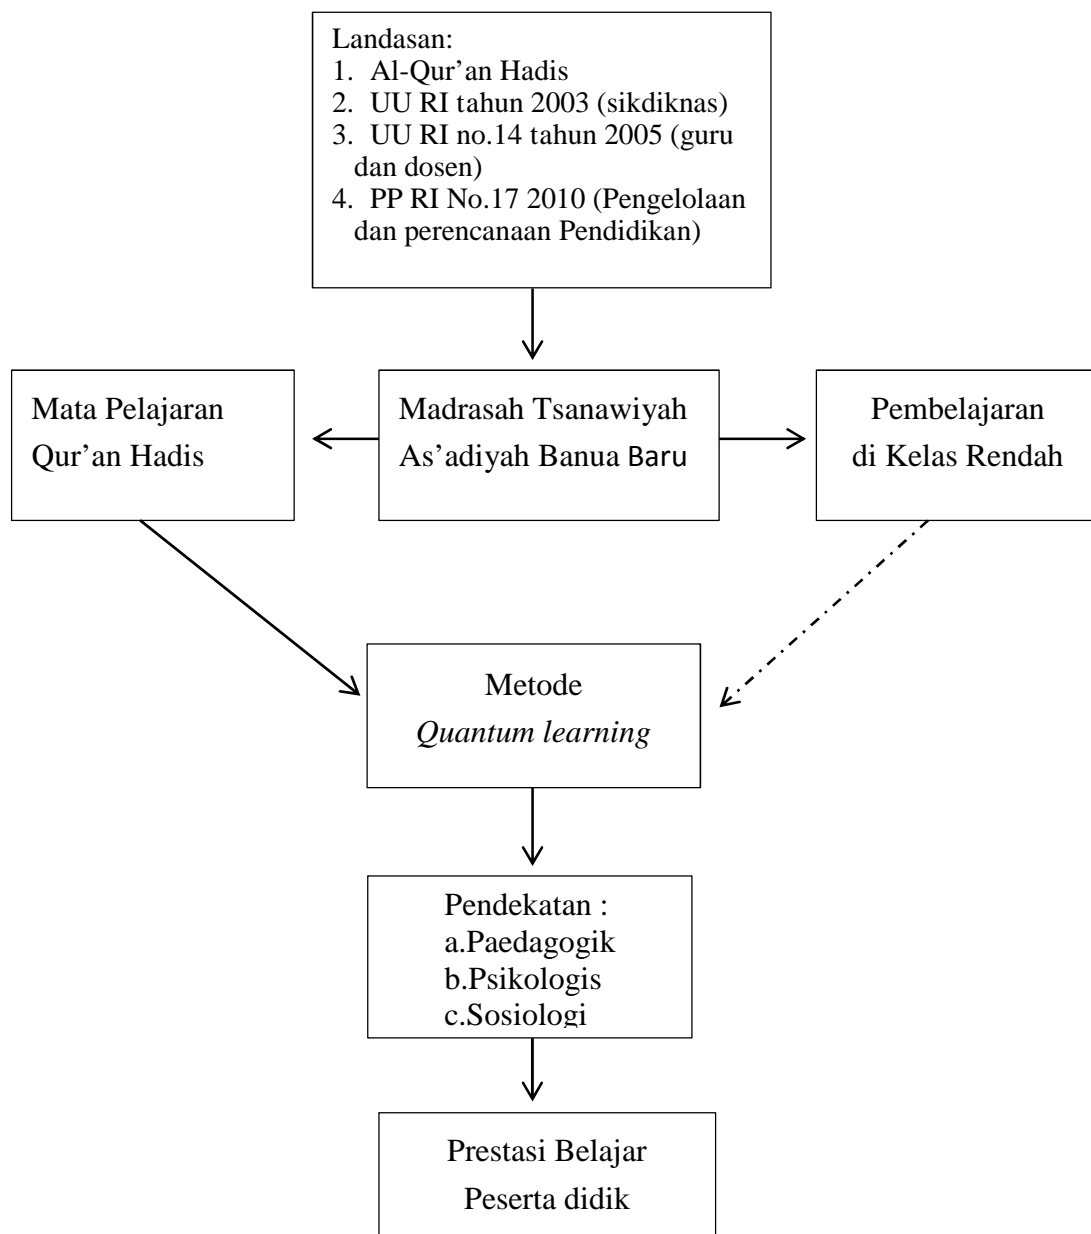 Landasan:
1. Al-Qur’an Hadis
2. UU RI tahun 2003 (sikdiknas)
3. UU RI no.14 tahun 2005 (guru
dan dosen)
4. PP RI No.17 2010 (Pengelolaan
dan perencanaan Pendidikan)
Mata Pelajaran
Qur’an Hadis
Madrasah Tsanawiyah
As’adiyah Banua Baru
Pembelajaran
di Kelas Rendah
Metode
Quantum learning
Pendekatan :
a.Paedagogik
b.Psikologis
c.Sosiologi
Prestasi Belajar
Peserta didik